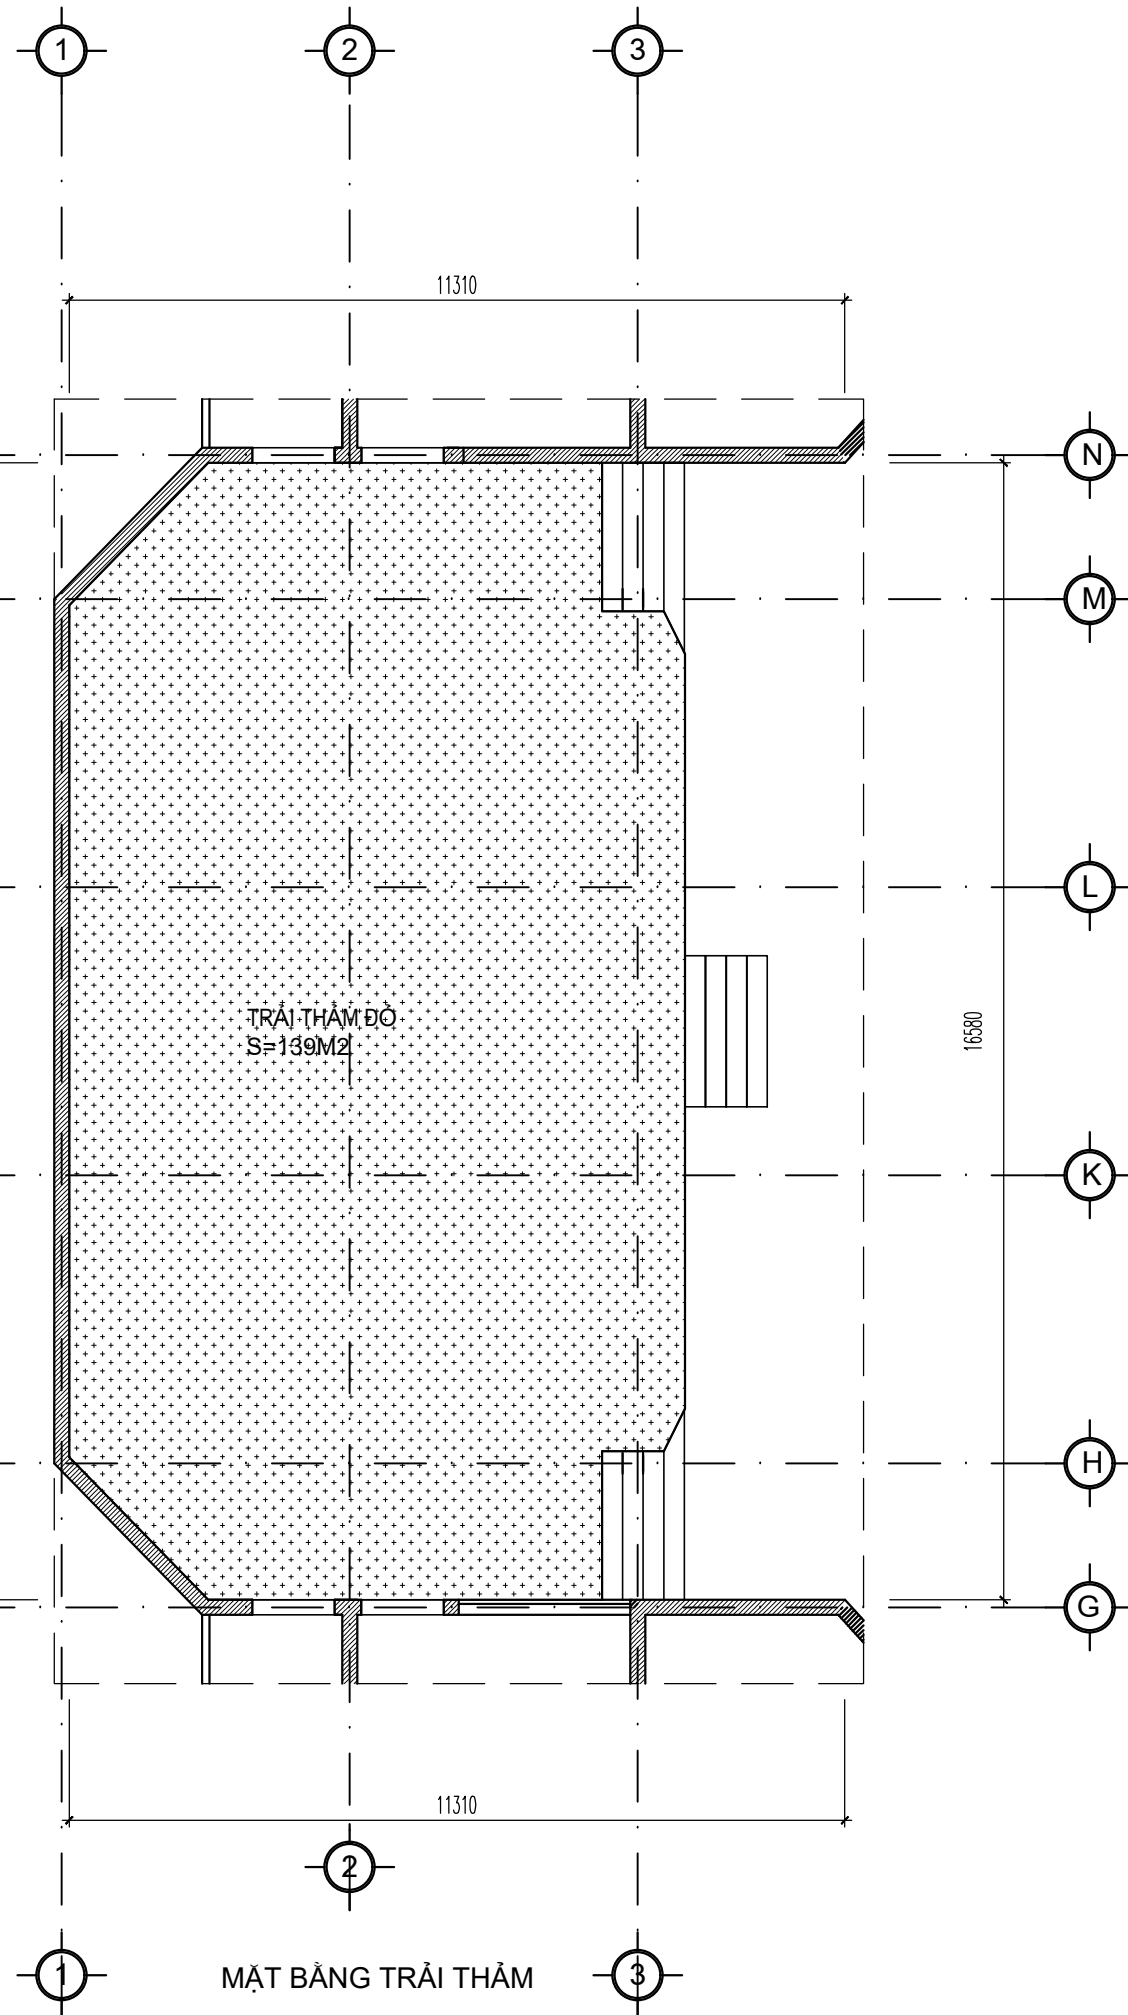 1
2
3
11310
N
M
L
TRẢI THẢM ĐỎ
S=139M2
16580
K
H
G
11310
2
1
MẶT BẰNG TRẢI THẢM
3